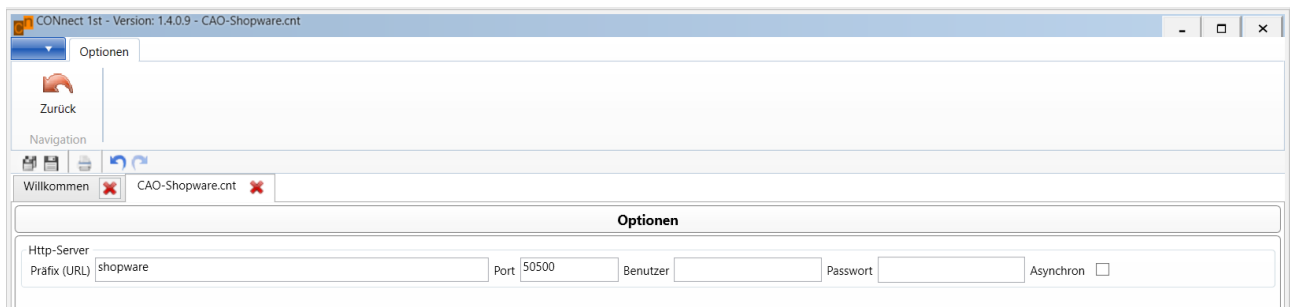 CONnect 1st - Version: 1.4.0.9 - CAO-Shopware.cnt
Optionen
Zurück
Navigation
Willkommen CAO-Shopware.cnt
Optionen
Http-Server
Präfix (URL) shopware Port 50500 Benutzer Passwort Asynchron